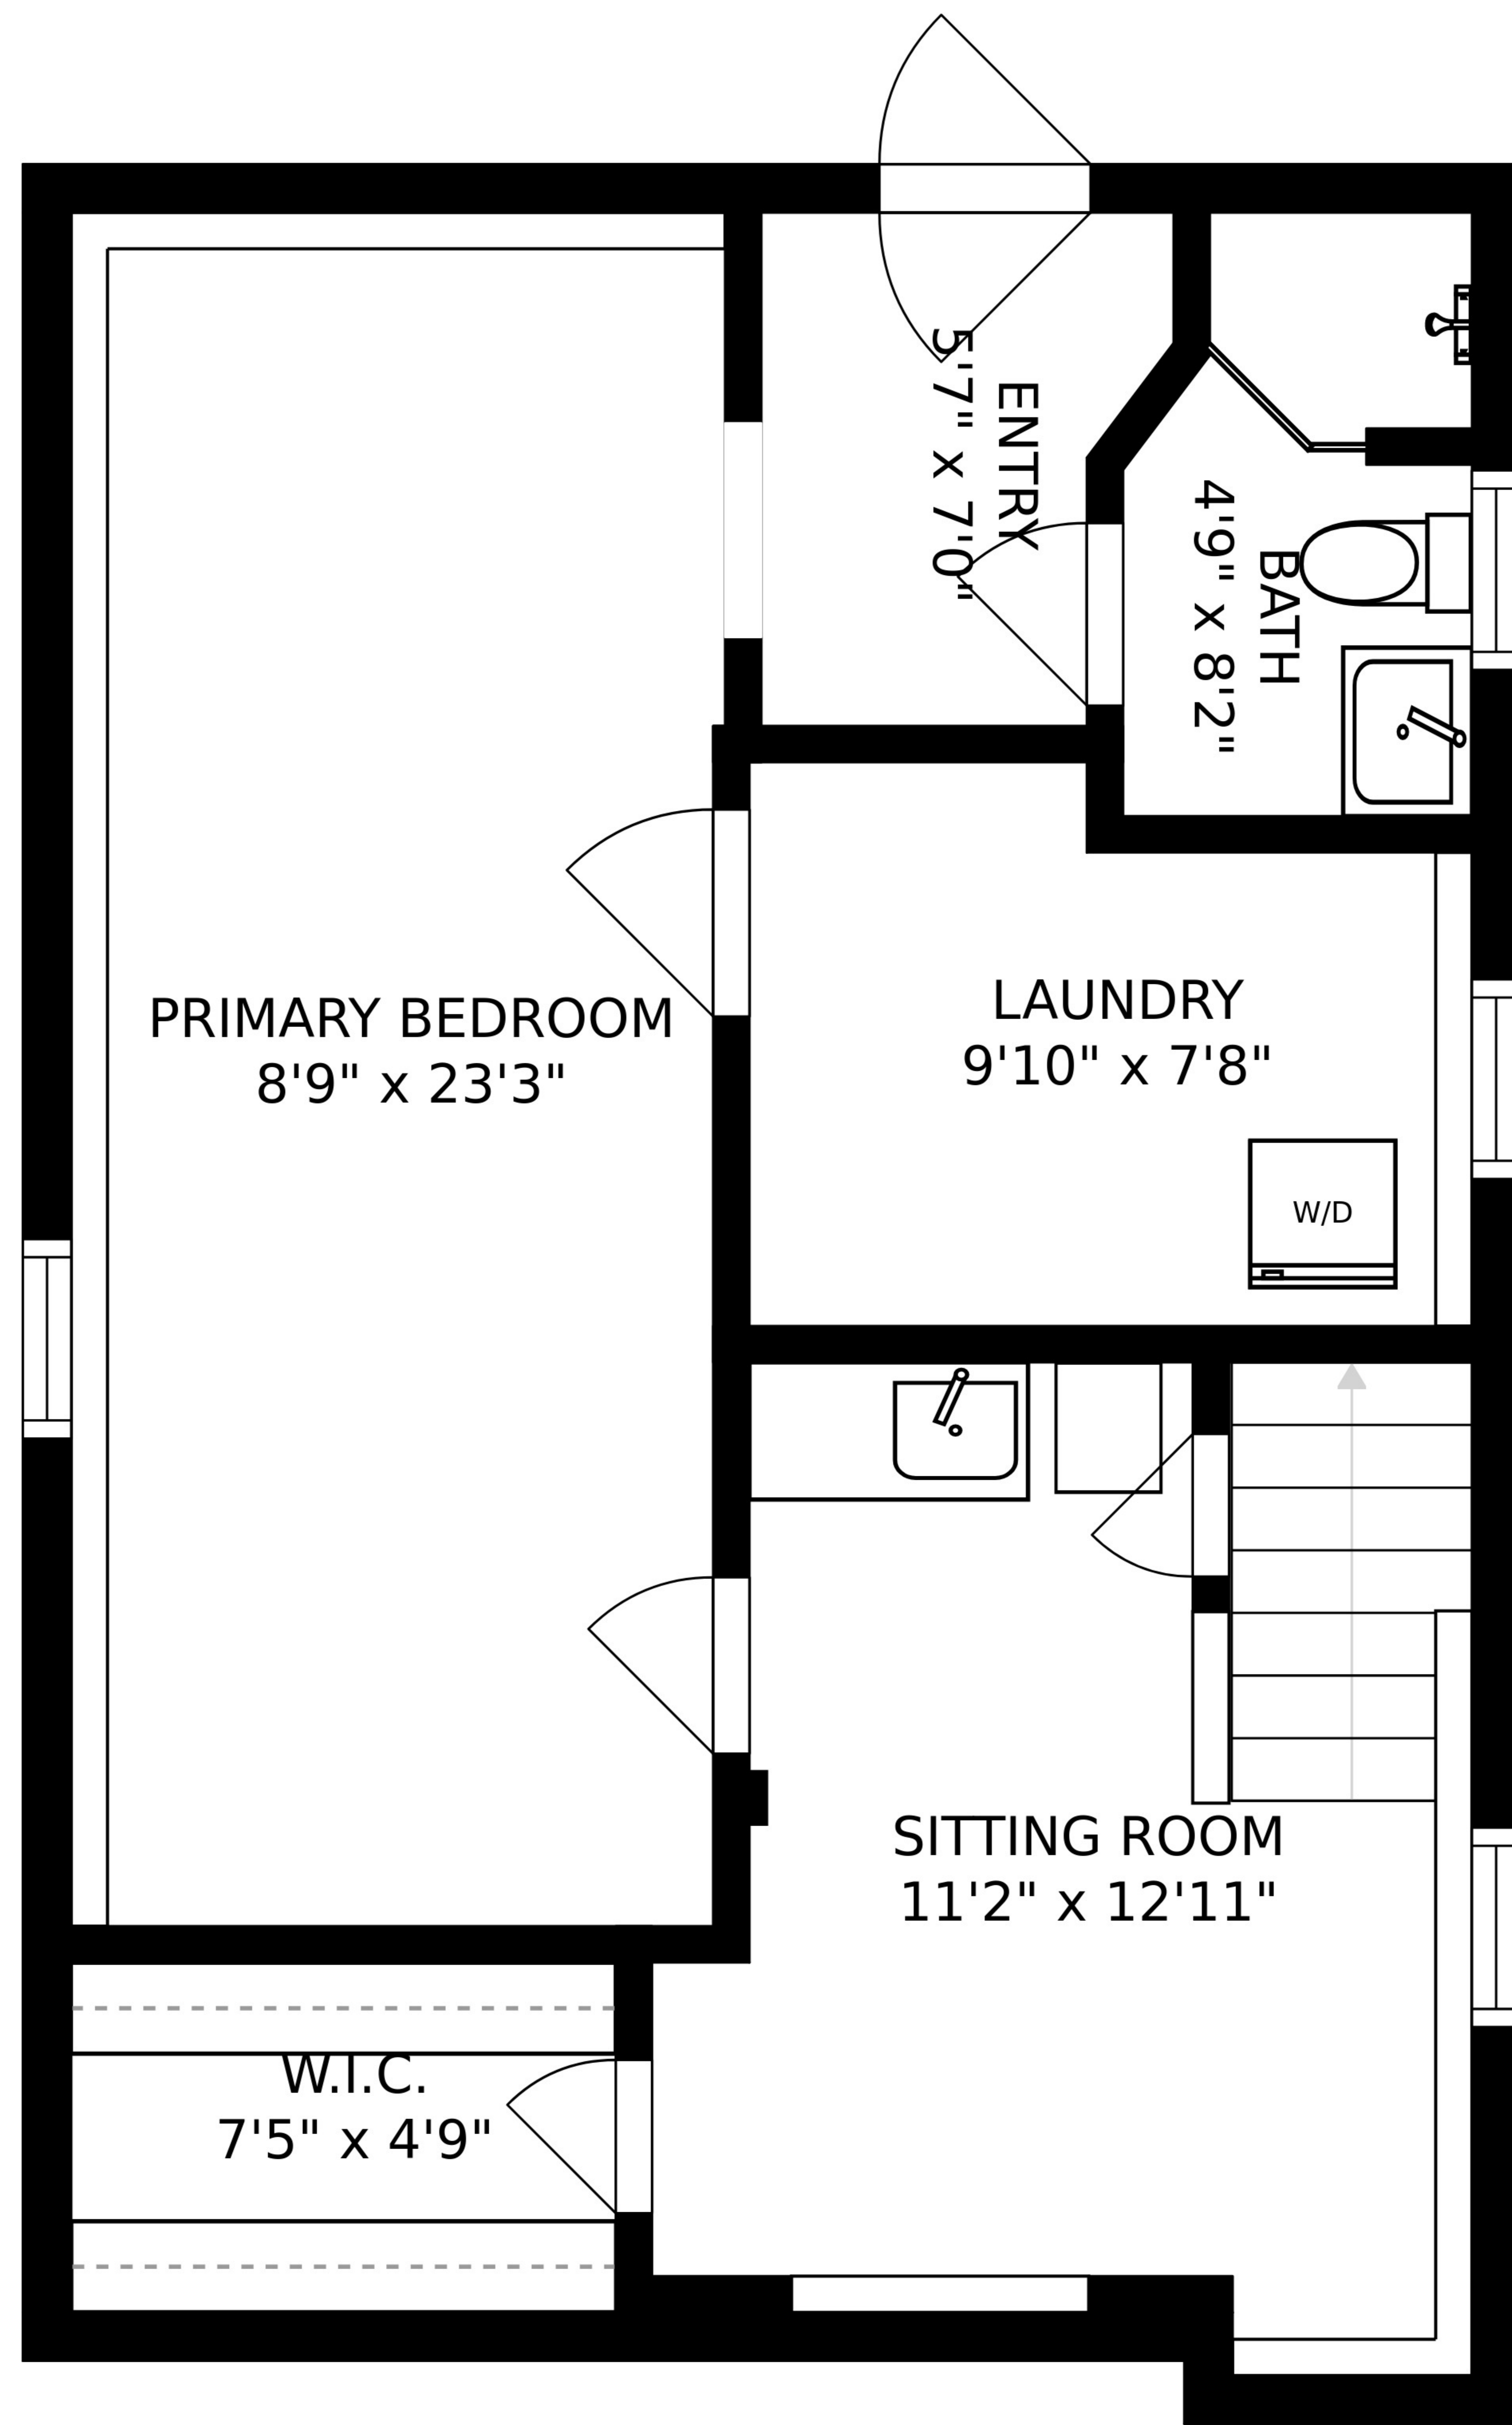 ENTRY
5'7" x 7'0"
BATH
4'9" x 8'2"
PRIMARY BEDROOM
8'9" x 23'3"
LAUNDRY
9'10" x 7'8"
W/D
SITTING ROOM
11'2" x 12'11"
W.I.C.
7'5" x 4'9"